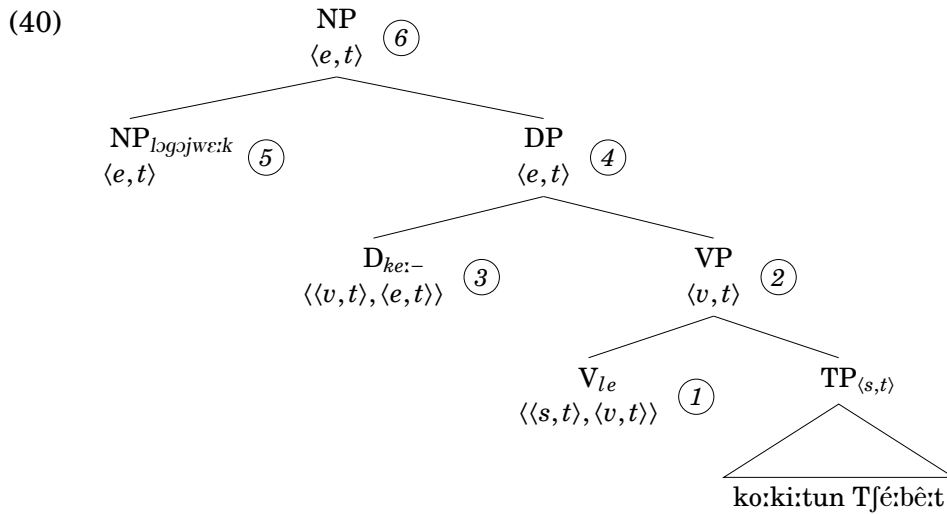 (40)
NP ⑥
⟨e, t⟩
NP_lɔgɔjwɛːk ⑤ DP ④
⟨e, t⟩ ⟨e, t⟩
D_keː– ③ VP ②
⟨⟨v, t⟩, ⟨e, t⟩⟩ ⟨v, t⟩
V_le ① TP_⟨s, t⟩
⟨⟨s, t⟩, ⟨v, t⟩⟩
koːkiːtun Tʃéːbêːt